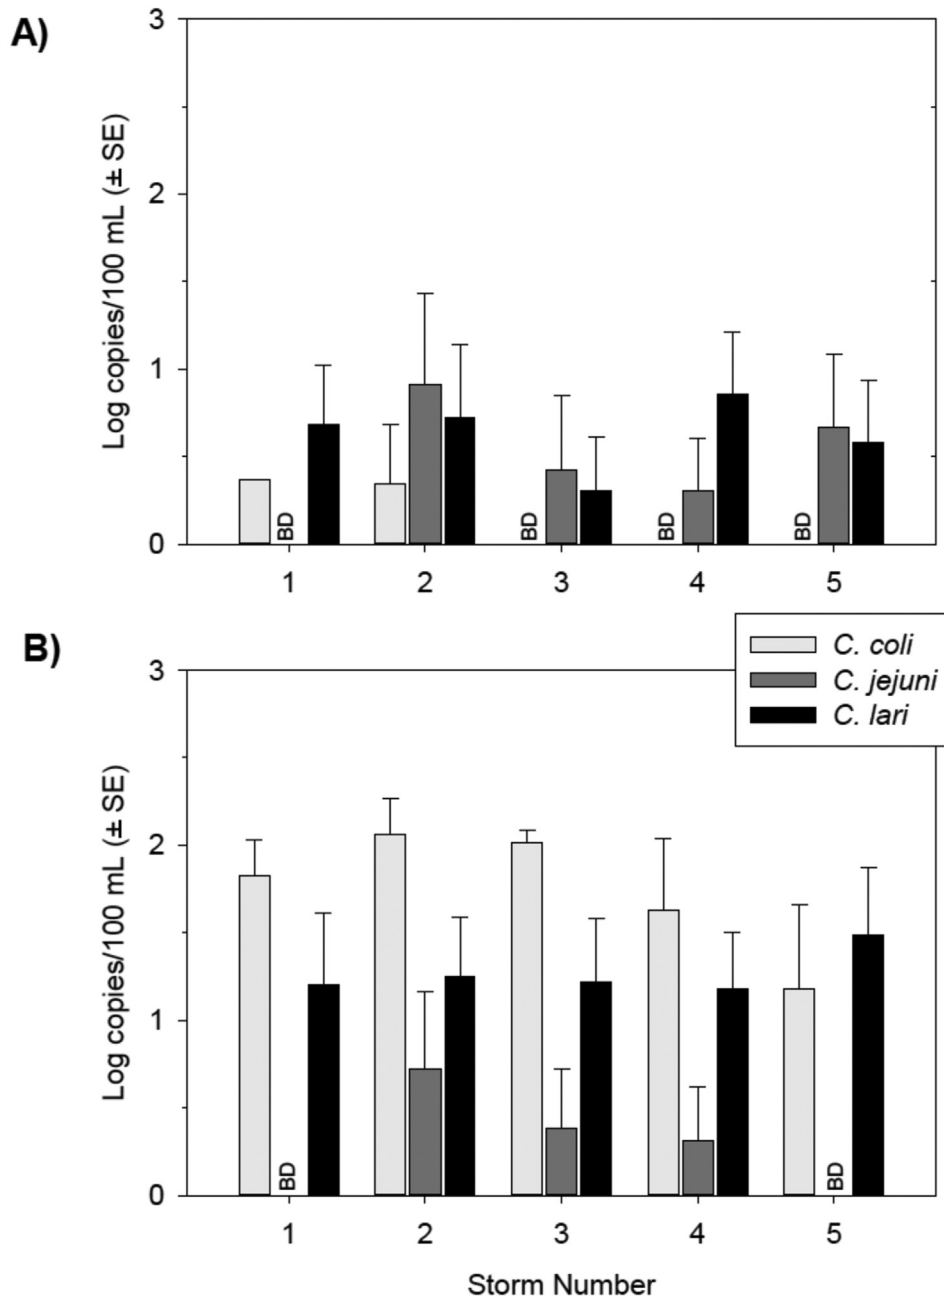 A)
3
2
1
0
Log copies/100 mL (± SE)
BD
BD
BD
BD
1
2
3
4
5
B)
C. coli
C. jejuni
C. lari
3
2
1
0
Log copies/100 mL (± SE)
BD
BD
1
2
3
4
5
Storm Number